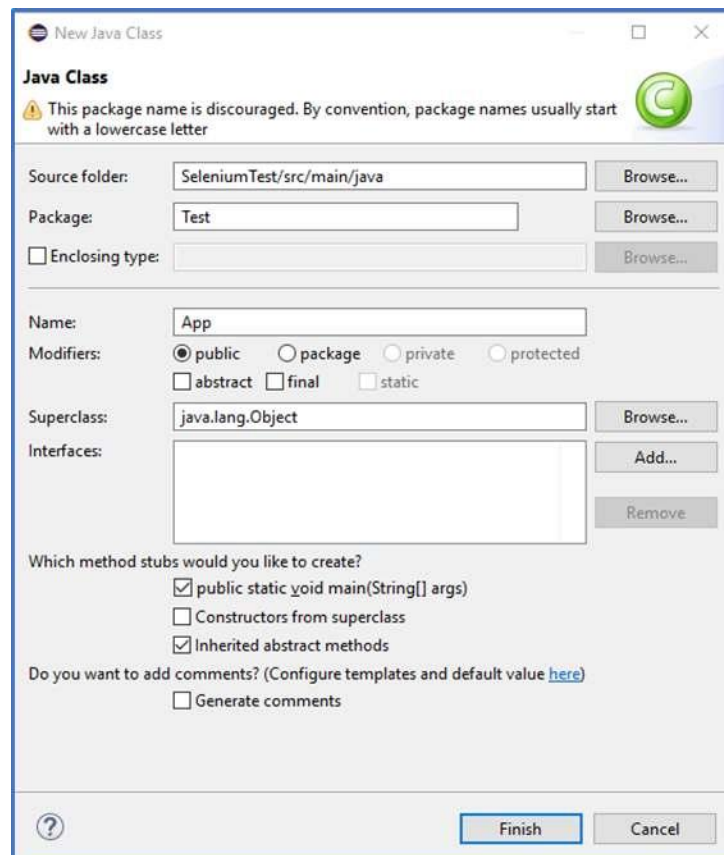 New Java Class
Java Class
This package name is discouraged. By convention, package names usually start
with a lowercase letter
Source folder: SeleniumTest/src/main/java Browse...
Package: Test Browse...
Enclosing type: Browse...
Name: App
Modifiers: public package private protected
abstract final static
Superclass: java.lang.Object Browse...
Interfaces: Add...
Remove
Which method stubs would you like to create?
public static void main(String[] args)
Constructors from superclass
Inherited abstract methods
Do you want to add comments? (Configure templates and default value here)
Generate comments
? Finish Cancel